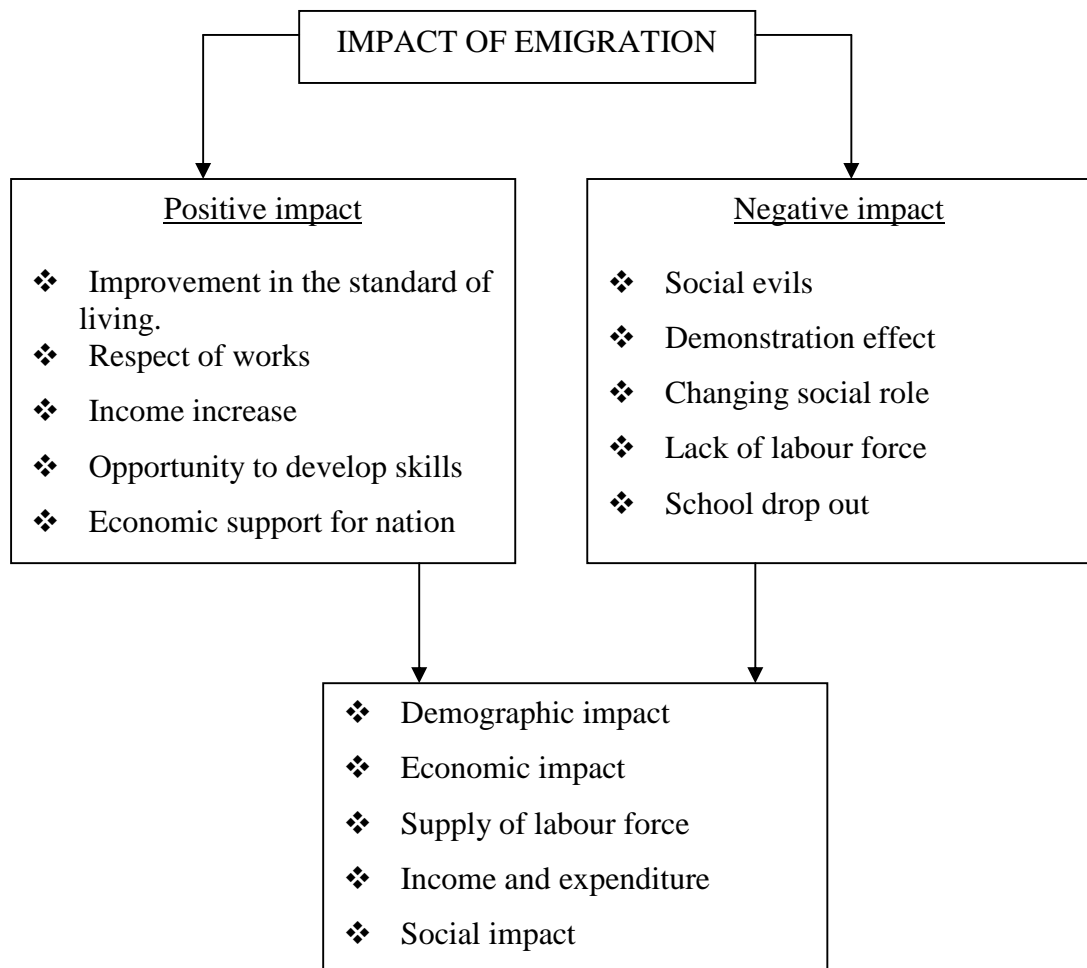 IMPACT OF EMIGRATION
Positive impact
❖ Improvement in the standard of
living.
❖ Respect of works
❖ Income increase
❖ Opportunity to develop skills
❖ Economic support for nation
Negative impact
❖ Social evils
❖ Demonstration effect
❖ Changing social role
❖ Lack of labour force
❖ School drop out
❖ Demographic impact
❖ Economic impact
❖ Supply of labour force
❖ Income and expenditure
❖ Social impact